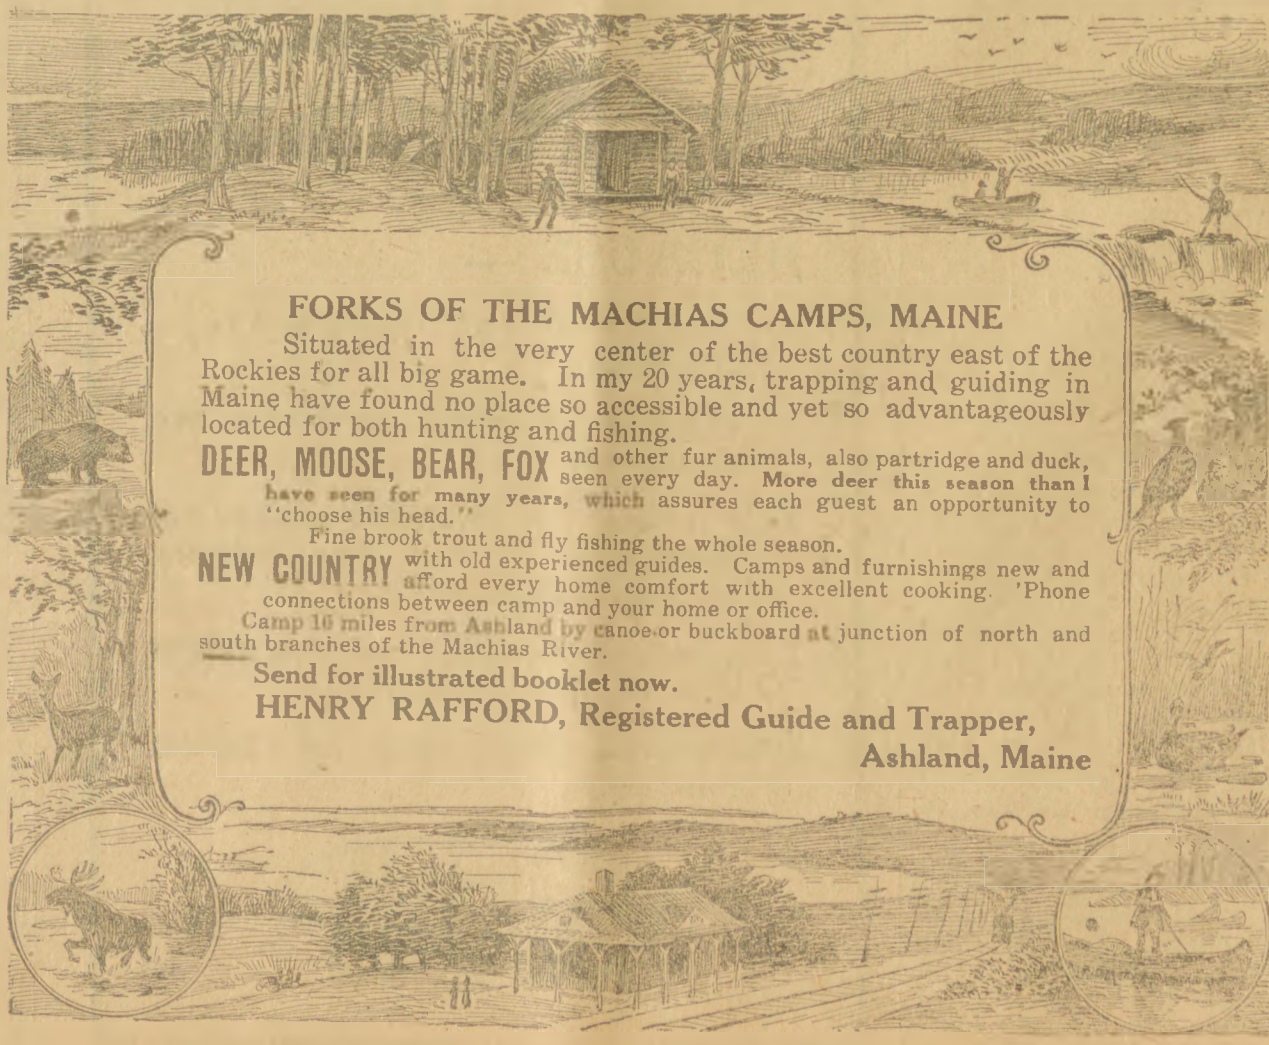 FORKS OF THE MACHIAS CAMPS, MAINE
Situated in the very center of the best country east of the
Rockies for all big game. In my 20 years, trapping and guiding in
Maine have found no place so accessible and yet so advantageously
located for both hunting and fishing.
DEER, MOOSE, BEAR, FOX and other fur animals, also partridge and duck,
seen every day. More deer this season than I
have seen for many years, which assures each guest an opportunity to
"choose his head."
Fine brook trout and fly fishing the whole season.
NEW COUNTRY with old experienced guides. Camps and furnishings new and
afford every home comfort with excellent cooking. 'Phone
connections between camp and your home or office.
Camp 16 miles from Ashland by canoe or buckboard at junction of north and
south branches of the Machias River.
Send for illustrated booklet now.
HENRY RAFFORD, Registered Guide and Trapper,
Ashland, Maine